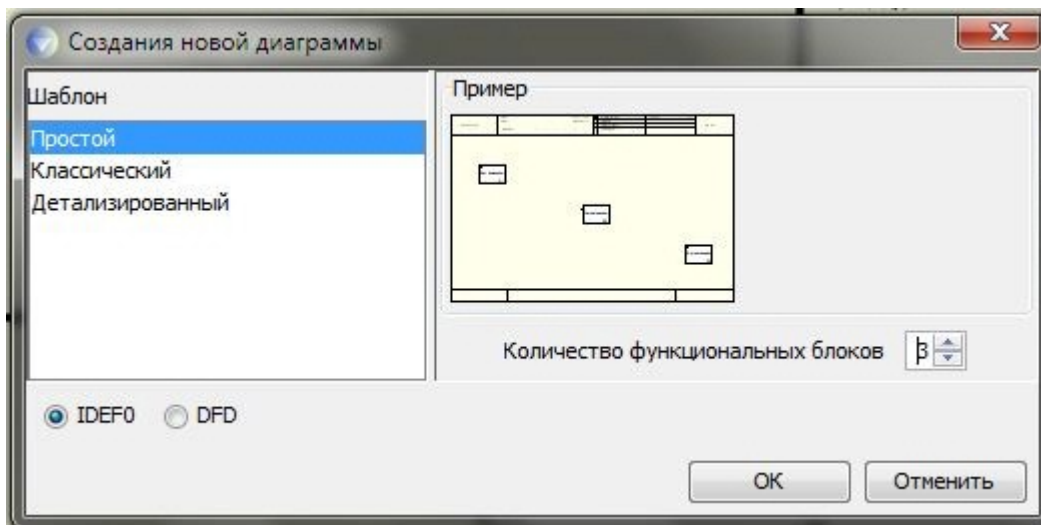 Создания новой диаграммы
Шаблон
Простой
Классический
Детализированный
Пример
Количество функциональных блоков 3
IDEF0 DFD
OK Отменить